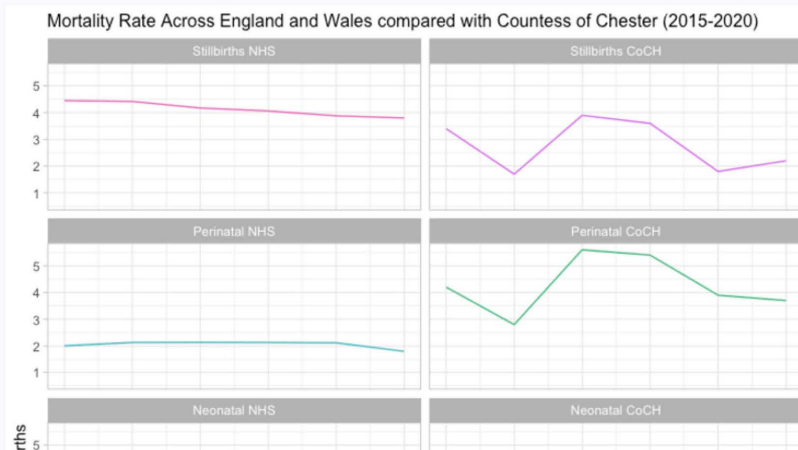 Mortality Rate Across England and Wales compared with Countess of Chester (2015-2020)
Stillbirths NHS
Stillbirths CoCH
5
4
3
2
1
Perinatal NHS
Perinatal CoCH
5
4
3
2
1
Neonatal NHS
Neonatal CoCH
5